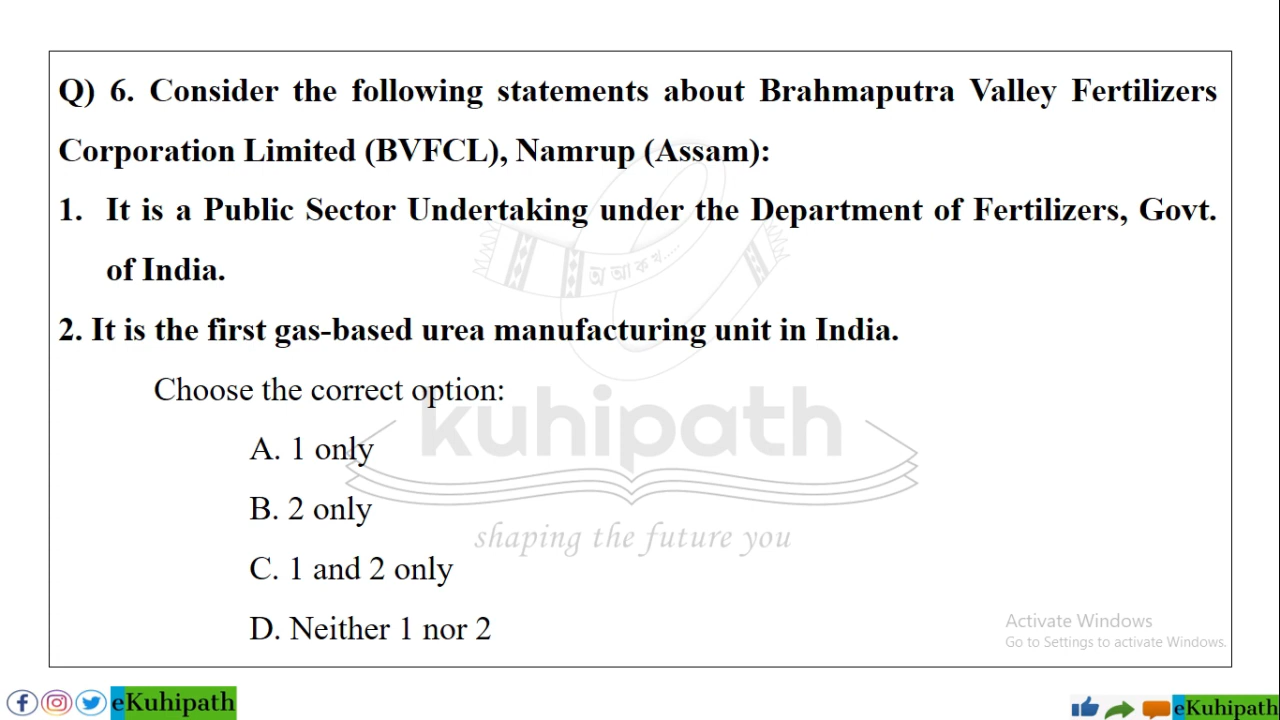 Q) 6. Consider the following statements about Brahmaputra Valley Fertilizers
Corporation Limited (BVFCL), Namrup (Assam):
1. It is a Public Sector Undertaking under the Department of Fertilizers, Govt.
of India.
2. It is the first gas-based urea manufacturing unit in India.
Choose the correct option:
A. 1 only
B. 2 only
C. 1 and 2 only
D. Neither 1 nor 2
অ আ ক খ.....
kuhipath
shaping the future you
Activate Windows
Go to Settings to activate Windows.
eKuhipath
eKuhipath